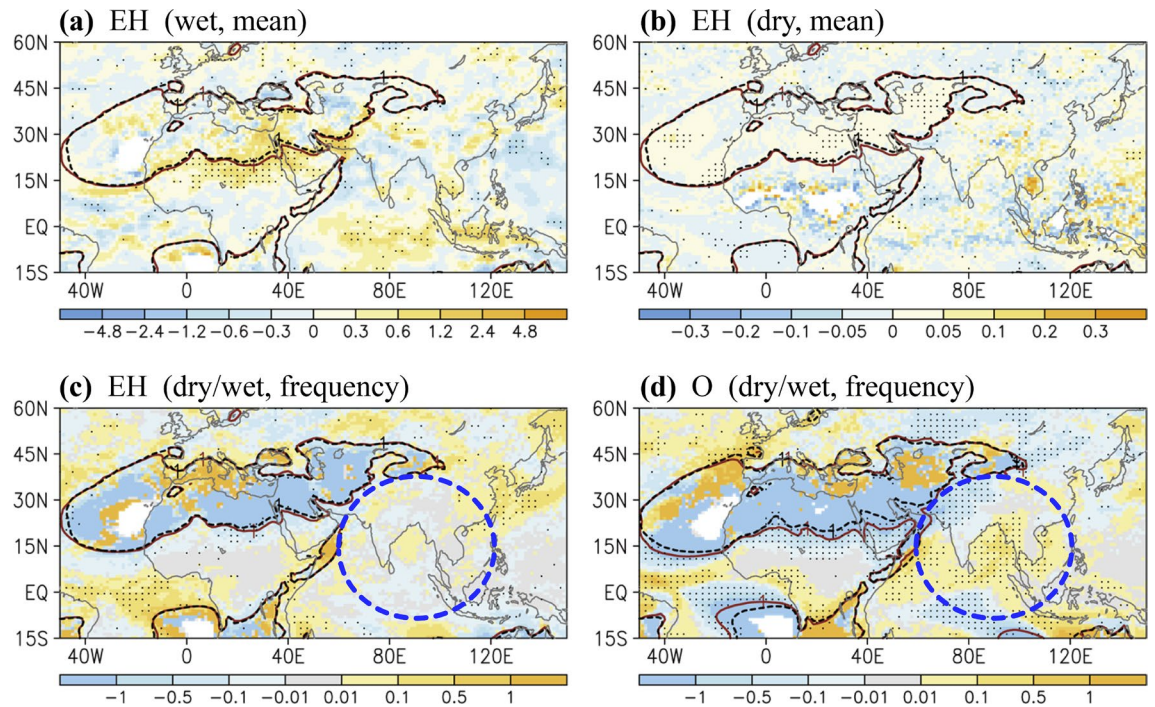 (a) EH (wet, mean)
(b) EH (dry, mean)
60N
45N
30N
15N
EQ
15S
40W 0 40E 80E 120E
−4.8 −2.4 −1.2 −0.6 −0.3 0 0.3 0.6 1.2 2.4 4.8
60N
45N
30N
15N
EQ
15S
40W 0 40E 80E 120E
−0.3 −0.2 −0.1 −0.05 0 0.05 0.1 0.2 0.3
(c) EH (dry/wet, frequency)
(d) O (dry/wet, frequency)
60N
45N
30N
15N
EQ
15S
40W 0 40E 80E 120E
−1 −0.5 −0.1 −0.01 0.01 0.1 0.5 1
60N
45N
30N
15N
EQ
15S
40W 0 40E 80E 120E
−1 −0.5 −0.1 −0.01 0.01 0.1 0.5 1